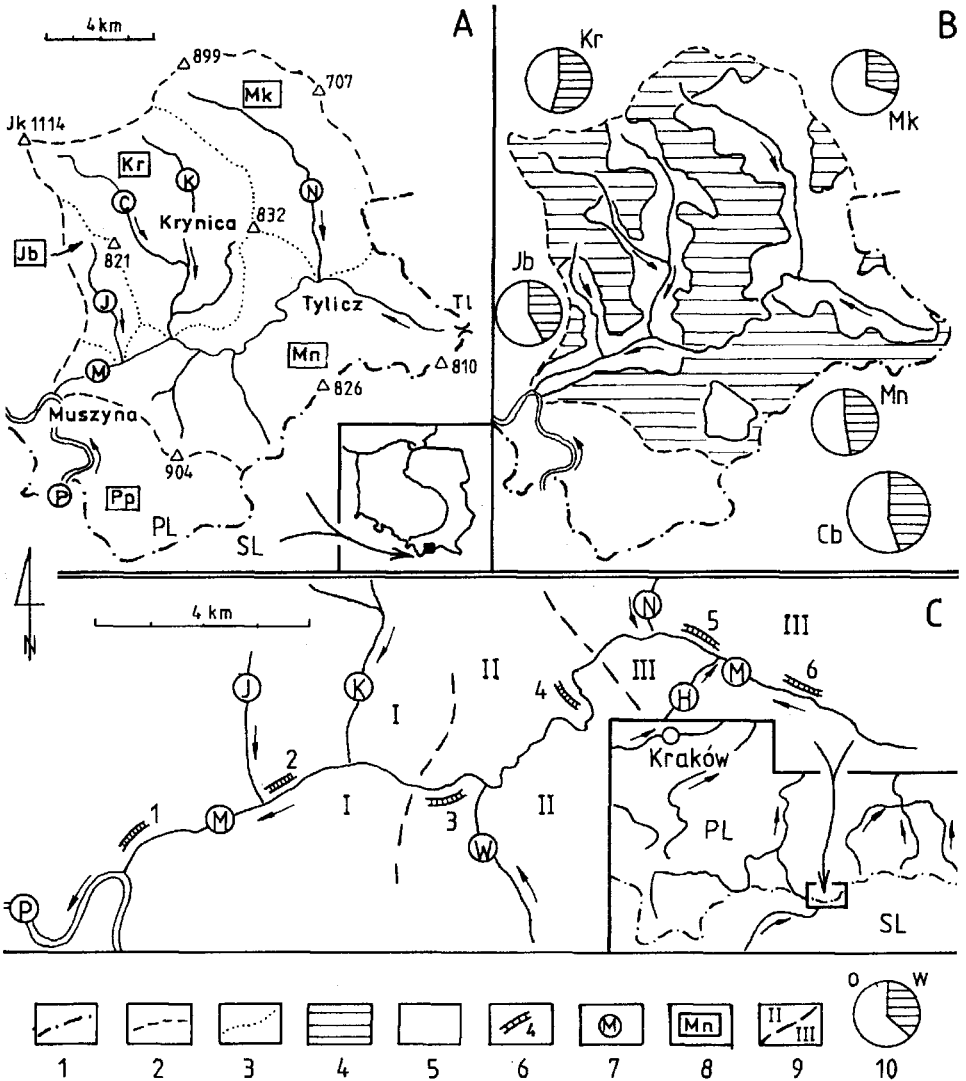 4 km
A
899
707
Mk
Jk 1114
Kr
K
C
N
Krynica
832
Jb
821
J
Tylicz
Tl
Mn
810
M
826
Muszyna
904
P
Pp
PL
SL
N
B
Kr
Mk
Jb
Mn
Cb
C
4 km
N
5
III
II
III
M
6
J
K
4
H
I
2
Kraków
1
M
I
3
II
PL
W
P
SL
O W
4
M
Mn
II
III
1 2 3 4 5 6 7 8 9 10